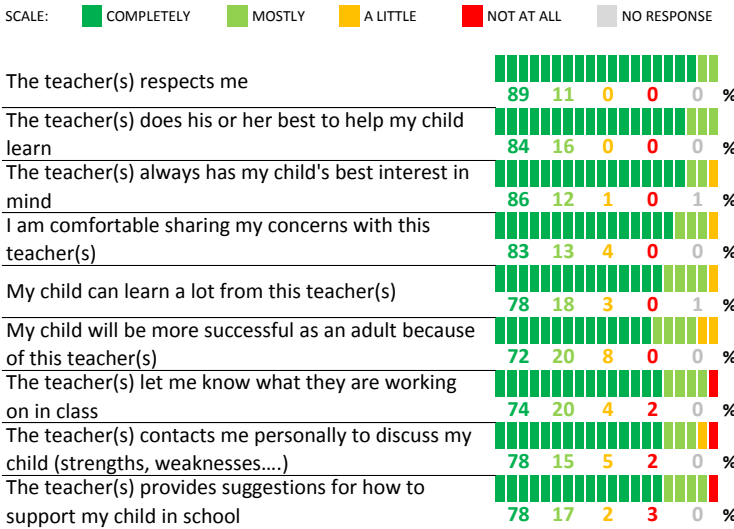 SCALE: COMPLETELY MOSTLY A LITTLE NOT AT ALL NO RESPONSE
The teacher(s) respects me
89 11 0 0 0 %
The teacher(s) does his or her best to help my child
learn
84 16 0 0 0 %
The teacher(s) always has my child's best interest in
mind
86 12 1 0 1 %
I am comfortable sharing my concerns with this
teacher(s)
83 13 4 0 0 %
My child can learn a lot from this teacher(s)
78 18 3 0 1 %
My child will be more successful as an adult because
of this teacher(s)
72 20 8 0 0 %
The teacher(s) let me know what they are working
on in class
74 20 4 2 0 %
The teacher(s) contacts me personally to discuss my
child (strengths, weaknesses....)
78 15 5 2 0 %
The teacher(s) provides suggestions for how to
support my child in school
78 17 2 3 0 %